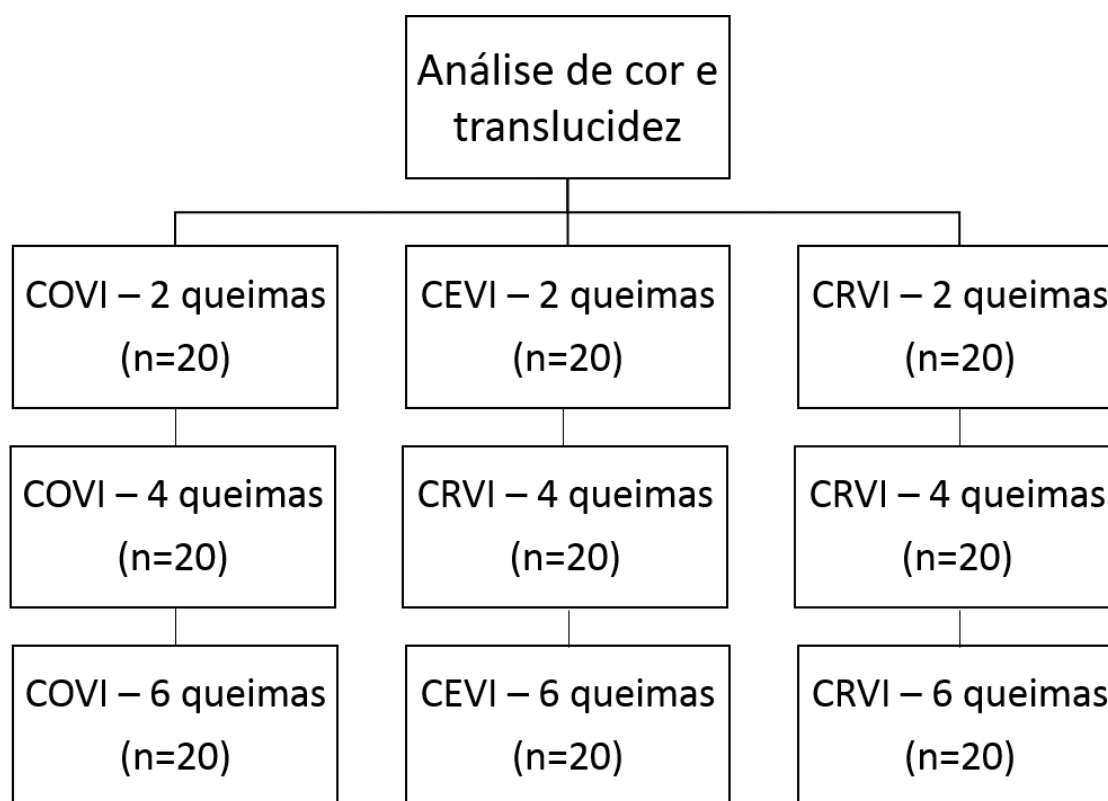 Análise de cor e
translucidez
COVI – 2 queimas
(n=20)
CEVI – 2 queimas
(n=20)
CRVI – 2 queimas
(n=20)
COVI – 4 queimas
(n=20)
CRVI – 4 queimas
(n=20)
CRVI – 4 queimas
(n=20)
COVI – 6 queimas
(n=20)
CEVI – 6 queimas
(n=20)
CRVI – 6 queimas
(n=20)